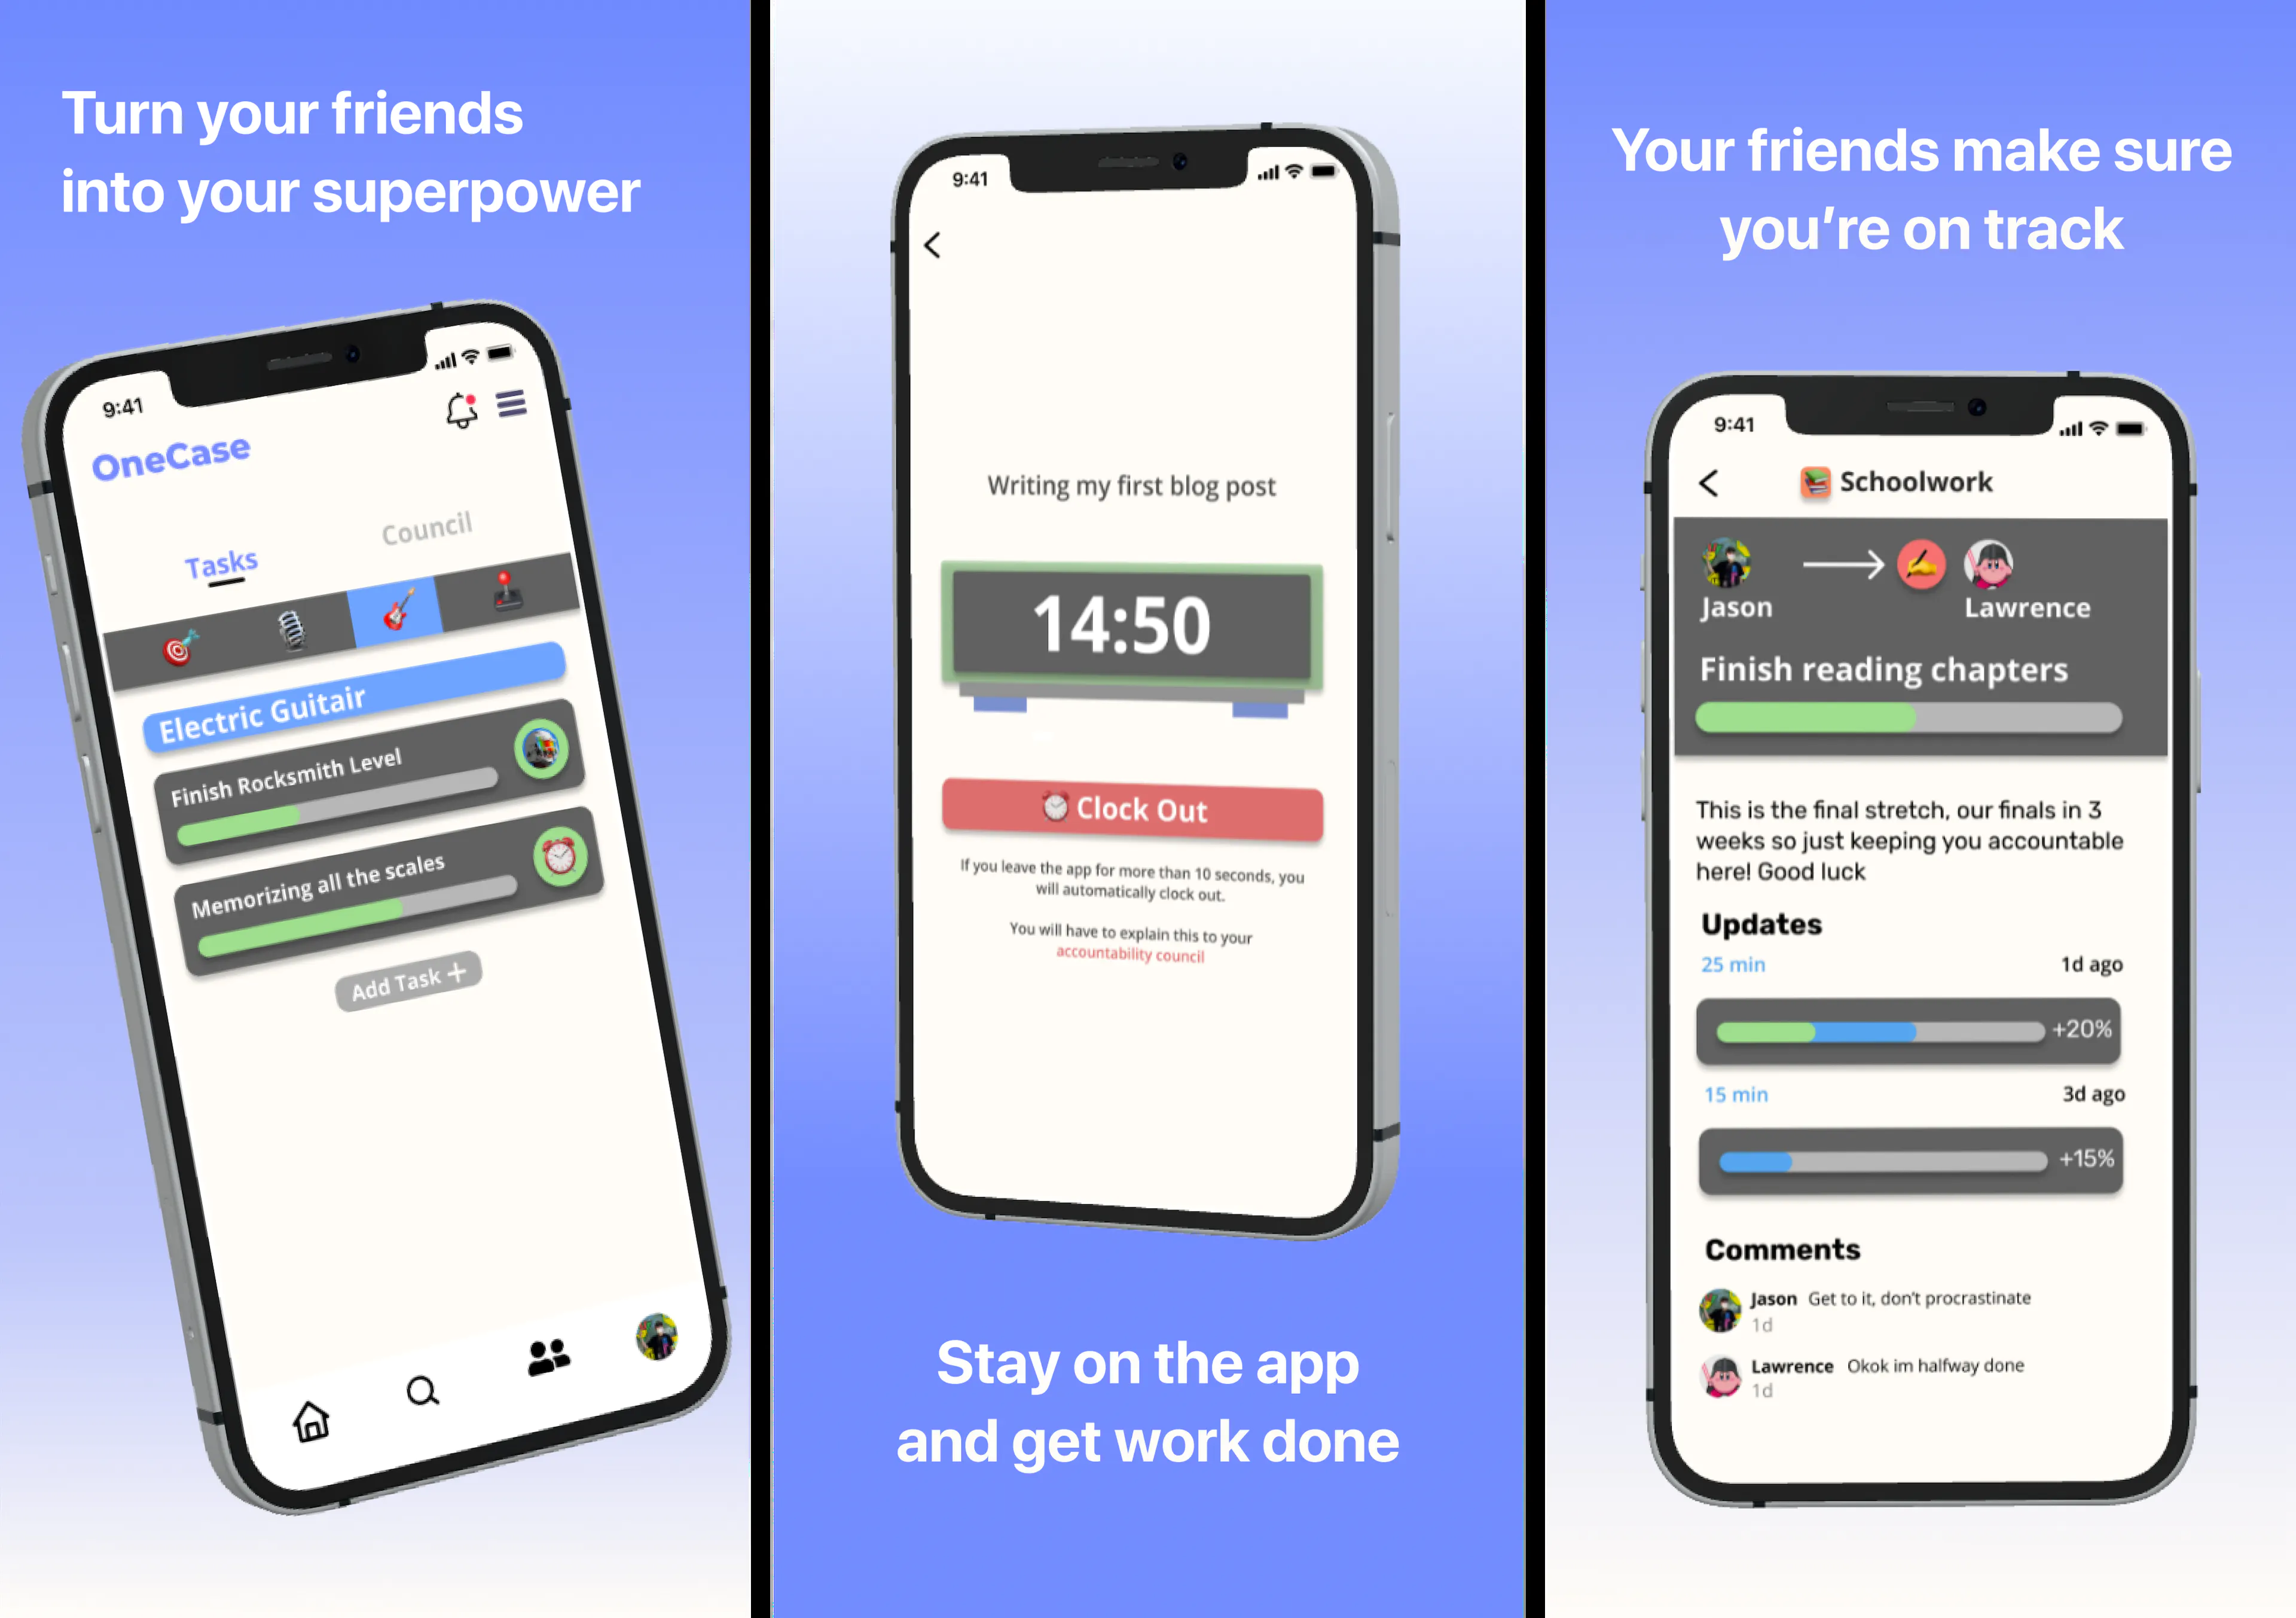 Turn your friends
into your superpower
9:41
OneCase
Tasks
Council
Electric Guitair
Finish Rocksmith Level
Memorizing all the scales
Add Task +
9:41
Writing my first blog post
14:50
Clock Out
If you leave the app for more than 10 seconds, you
will automatically clock out.
You will have to explain this to your
accountability council
Stay on the app
and get work done
Your friends make sure
you’re on track
9:41
Schoolwork
Jason
Lawrence
Finish reading chapters
This is the final stretch, our finals in 3
weeks so just keeping you accountable
here! Good luck
Updates
25 min 1d ago
+20%
15 min 3d ago
+15%
Comments
Jason Get to it, don't procrastinate
1d
Lawrence Okok im halfway done
1d